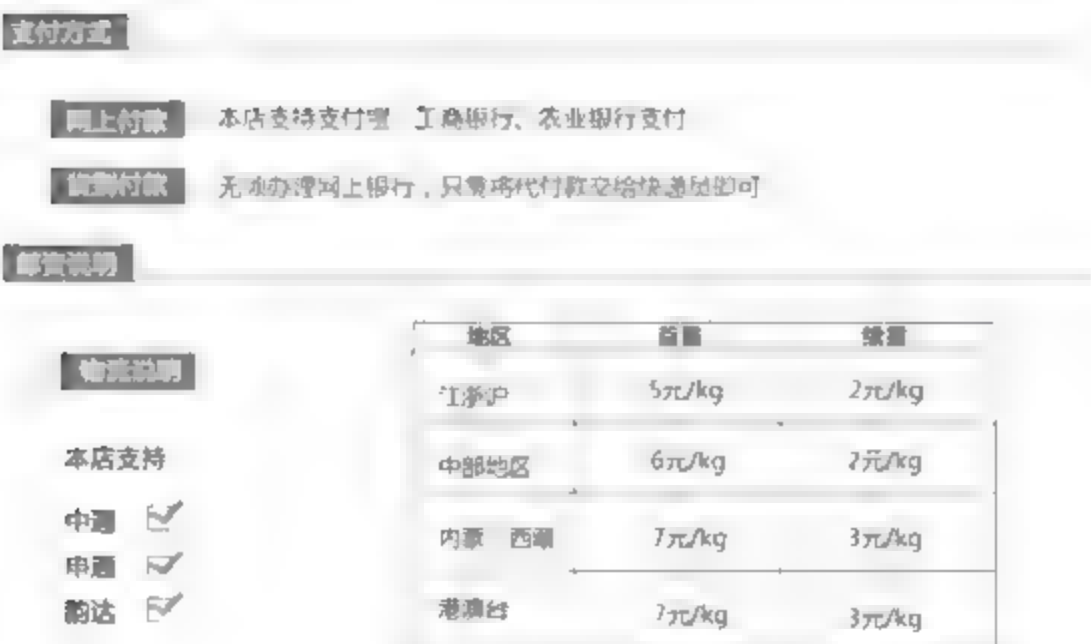 支付方式
网上付款 本店支持支付宝 工商银行、农业银行支付
货到付款 无须办理网上银行，只需将代付款交给快递员即可
邮资说明
地区 首重 续重
物流说明
江浙沪 5元/kg 2元/kg
本店支持
中部地区 6元/kg 2元/kg
中通
内蒙 西藏 7元/kg 3元/kg
申通
韵达
港澳台 7元/kg 3元/kg